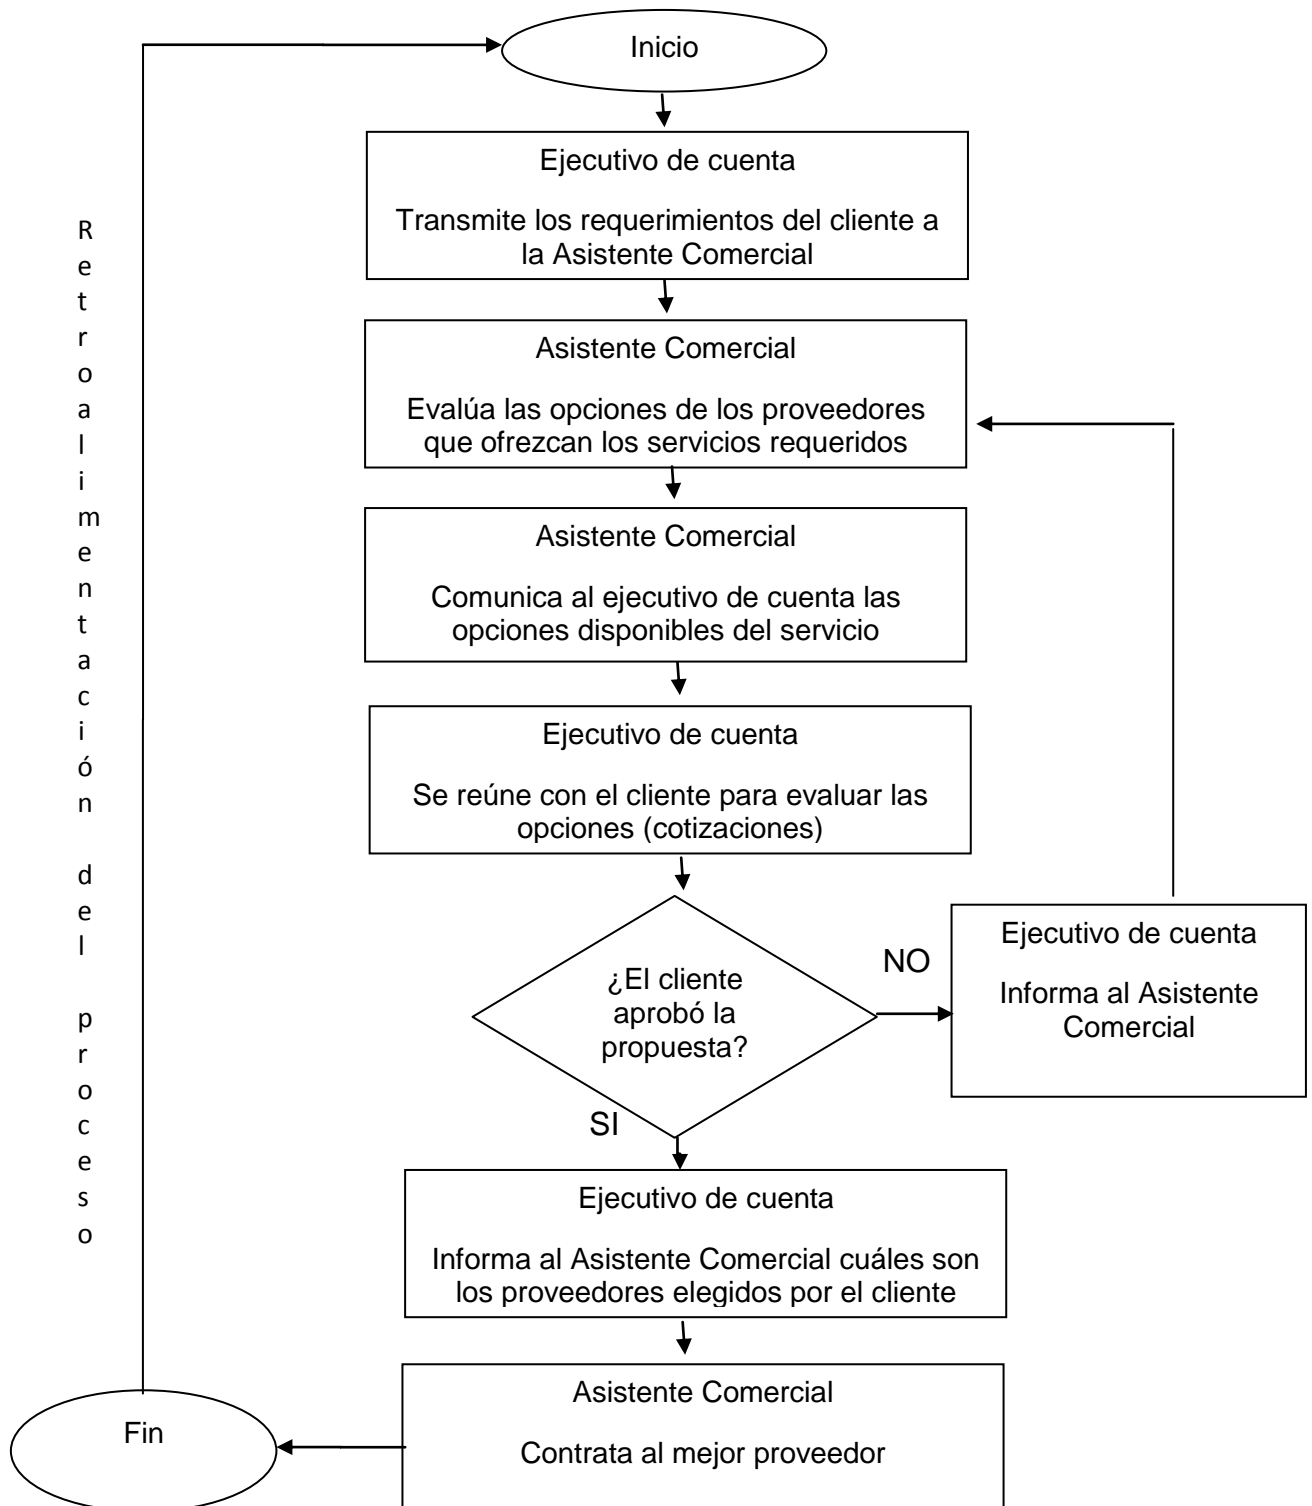 Inicio
Ejecutivo de cuenta
Transmite los requerimientos del cliente a
la Asistente Comercial
Asistente Comercial
Evalúa las opciones de los proveedores
que ofrezcan los servicios requeridos
Asistente Comercial
Comunica al ejecutivo de cuenta las
opciones disponibles del servicio
Ejecutivo de cuenta
Se reúne con el cliente para evaluar las
opciones (cotizaciones)
¿El cliente
aprobó la
propuesta?
NO
Ejecutivo de cuenta
Informa al Asistente
Comercial
SI
Ejecutivo de cuenta
Informa al Asistente Comercial cuáles son
los proveedores elegidos por el cliente
Asistente Comercial
Contrata al mejor proveedor
Fin
Retroalimentación del proceso